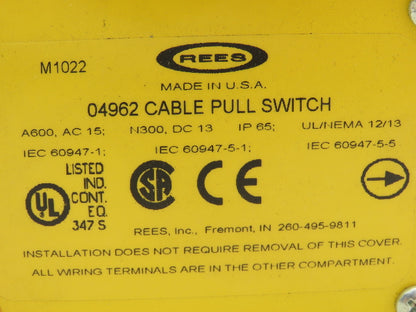 REES
M1022
MADE IN U.S.A.
04962 CABLE PULL SWITCH
A600, AC 15; N300, DC 13 IP 65; UL/NEMA 12/13
IEC 60947-1; IEC 60947-5-1; IEC 60947-5-5
LISTED
IND.
CONT.
EQ.
347 S
UL
SA
CE
REES, Inc., Fremont, IN 260-495-9811
INSTALLATION DOES NOT REQUIRE REMOVAL OF THIS COVER.
ALL WIRING TERMINALS ARE IN THE OTHER COMPARTMENT.